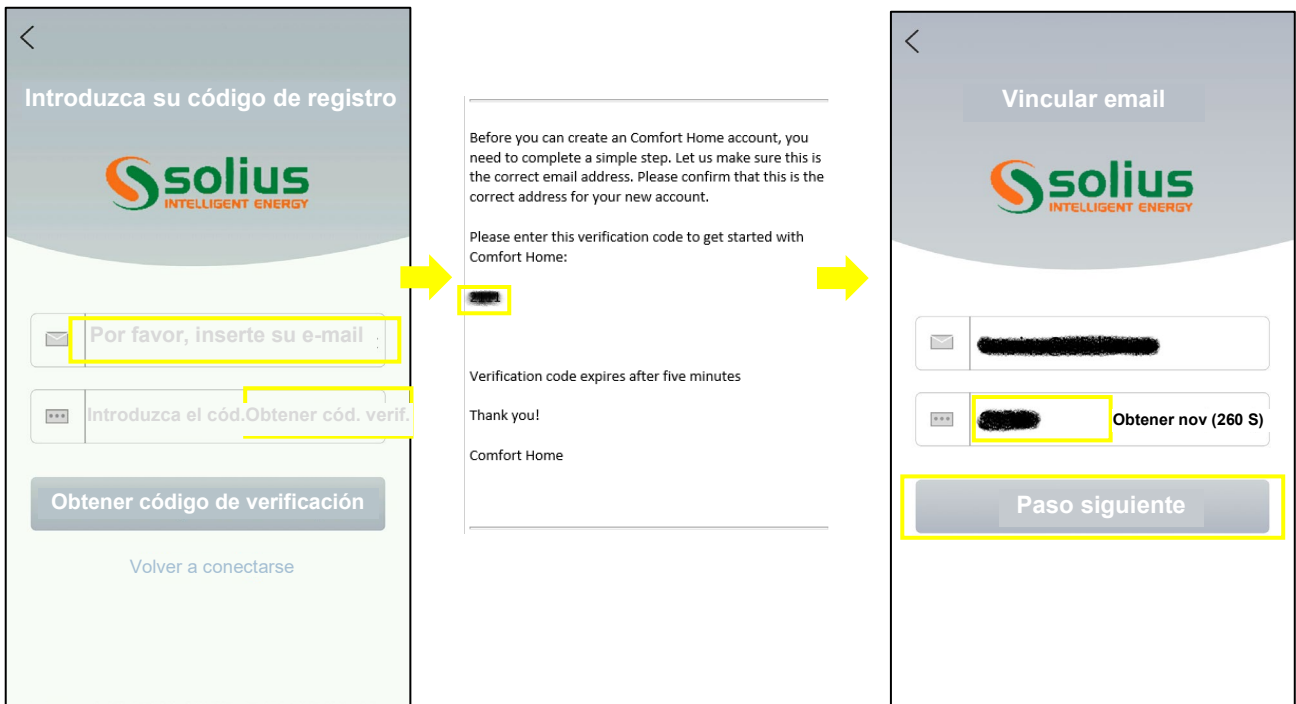 Introduzca su código de registro
solius
INTELLIGENT ENERGY
Por favor, inserte su e-mail
Introduzca el cód.Obtener cód. verif.
Obtener código de verificación
Volver a conectarse
Before you can create an Comfort Home account, you
need to complete a simple step. Let us make sure this is
the correct email address. Please confirm that this is the
correct address for your new account.
Please enter this verification code to get started with
Comfort Home:
Verification code expires after five minutes
Thank you!
Comfort Home
Vincular email
solius
INTELLIGENT ENERGY
Obtener nov (260 S)
Paso siguiente